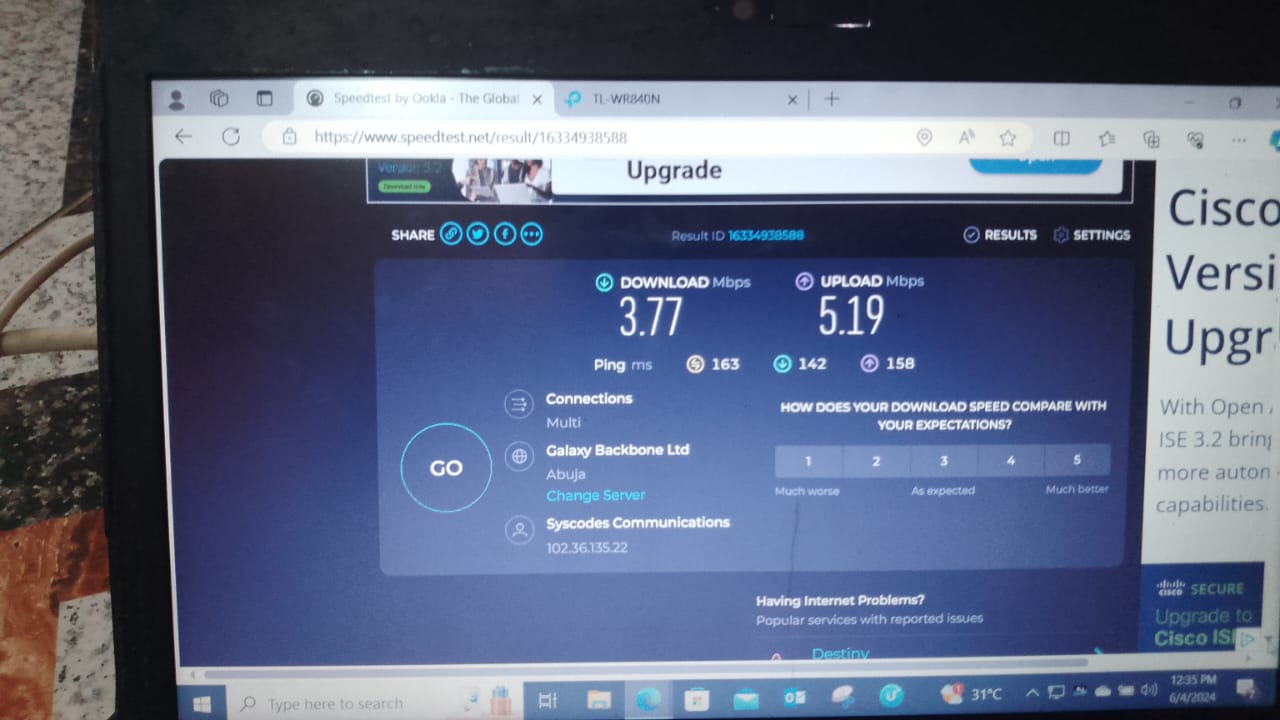 Speedtest by Ookla - The Global
TL-WR840N
https://www.speedtest.net/result/16334938588
Version 3.2
Download now
Upgrade
Open
SHARE
Result ID 16334938588
RESULTS
SETTINGS
DOWNLOAD Mbps
3.77
UPLOAD Mbps
5.19
Ping ms
163
142
158
GO
Connections
Multi
Galaxy Backbone Ltd
Abuja
Change Server
Syscodes Communications
102.36.135.22
HOW DOES YOUR DOWNLOAD SPEED COMPARE WITH
YOUR EXPECTATIONS?
1 2 3 4 5
Much worse As expected Much better
Having Internet Problems?
Popular services with reported issues
Destiny
Cisco
Versi
Upgr
With Open
ISE 3.2 bring
more auton
capabilities.
CISCO SECURE
Upgrade to
Cisco ISE
Type here to search
31°C
12:35 PM
6/4/2024